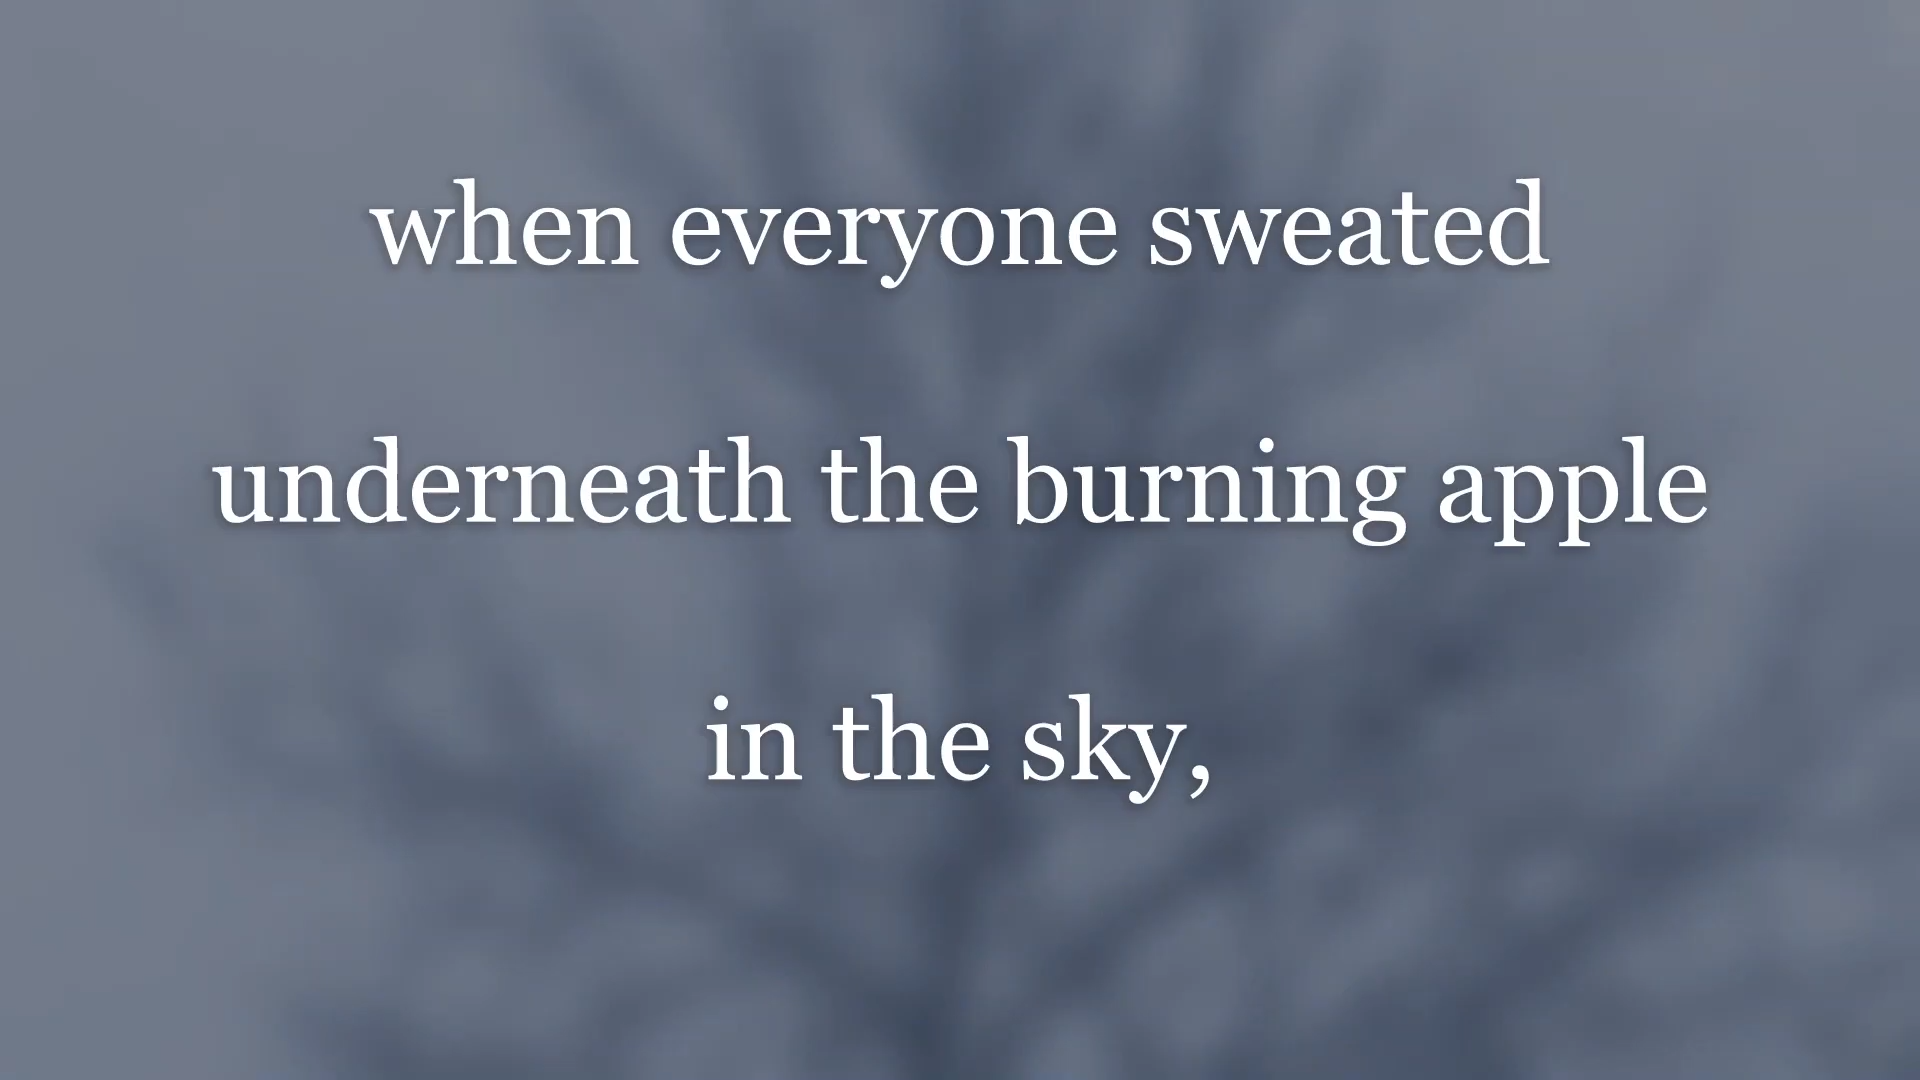 when everyone sweated
underneath the burning apple
in the sky,